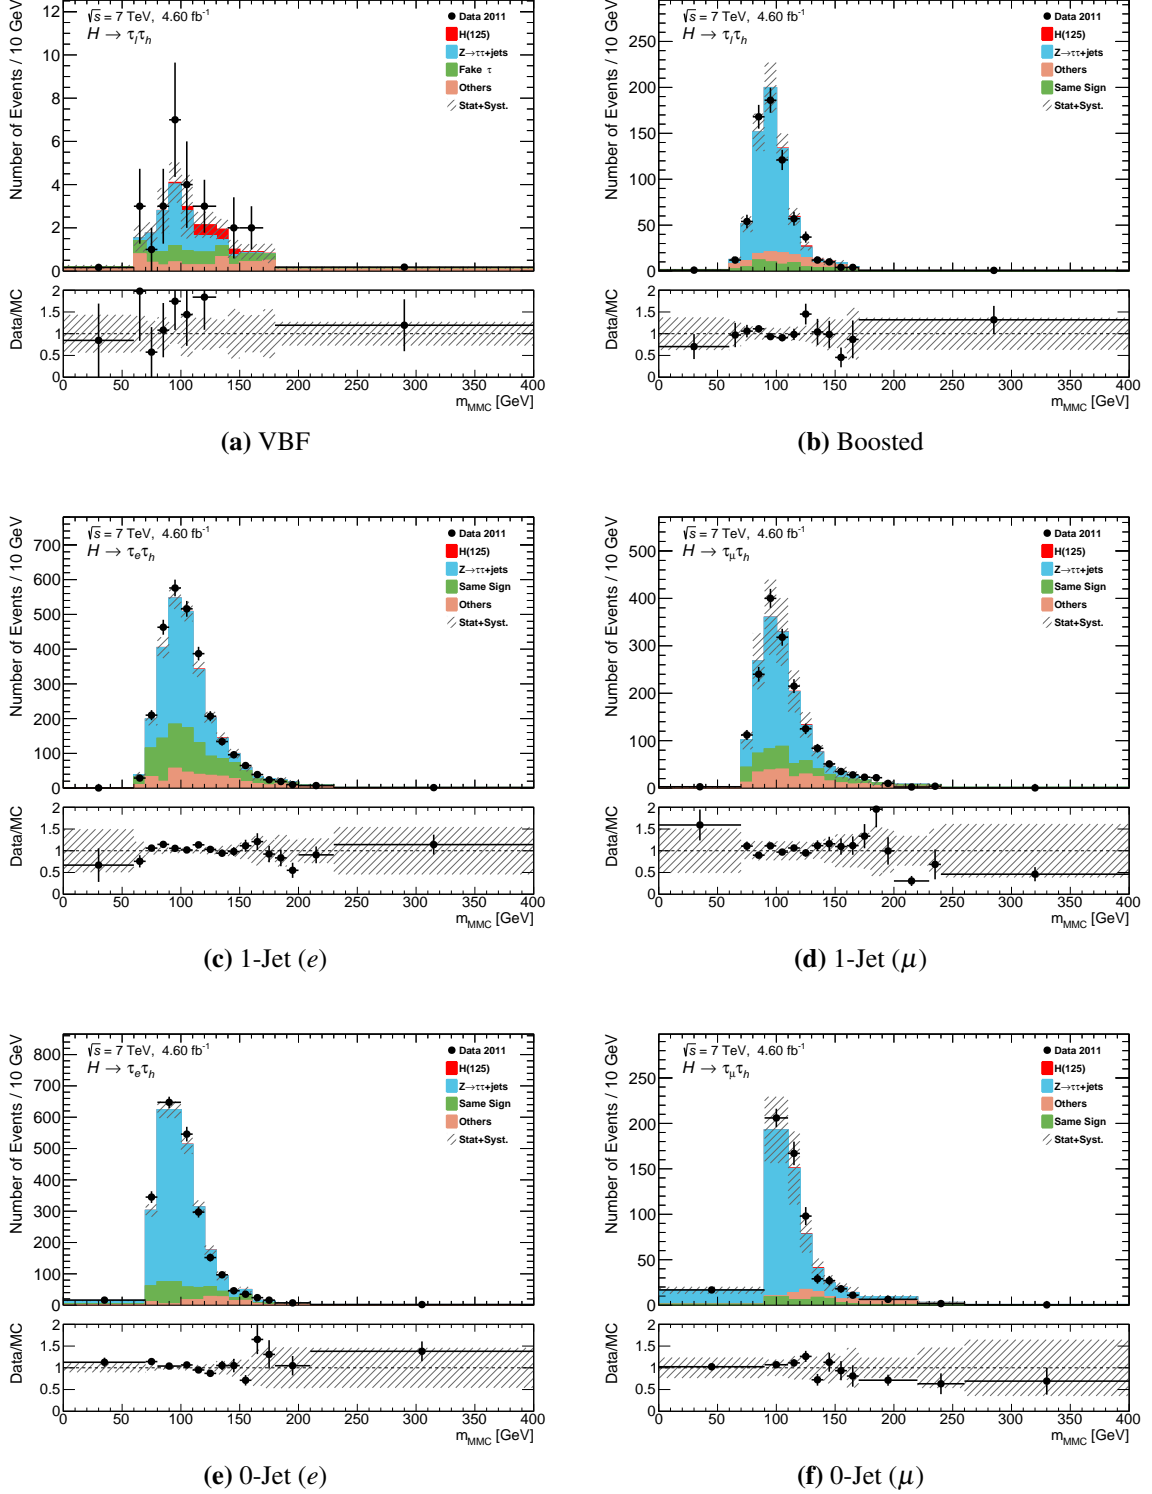 Number of Events / 10 GeV
12
10
8
6
4
2
0
√s = 7 TeV, 4.60 fb⁻¹
H → τlτh
Data 2011
H(125)
Z→ττ+jets
Fake τ
Others
Stat+Syst.
Data/MC
2
1.5
1
0.5
0
0 50 100 150 200 250 300 350 400
mMMC [GeV]
(a) VBF
Number of Events / 10 GeV
250
200
150
100
50
0
√s = 7 TeV, 4.60 fb⁻¹
H → τlτh
Data 2011
H(125)
Z→ττ+jets
Others
Same Sign
Stat+Syst.
Data/MC
2
1.5
1
0.5
0
0 50 100 150 200 250 300 350 400
mMMC [GeV]
(b) Boosted
Number of Events / 10 GeV
700
600
500
400
300
200
100
0
√s = 7 TeV, 4.60 fb⁻¹
H → τeτh
Data 2011
H(125)
Z→ττ+jets
Same Sign
Others
Stat+Syst.
Data/MC
2
1.5
1
0.5
0
0 50 100 150 200 250 300 350 400
mMMC [GeV]
(c) 1-Jet (e)
Number of Events / 10 GeV
500
400
300
200
100
0
√s = 7 TeV, 4.60 fb⁻¹
H → τμτh
Data 2011
H(125)
Z→ττ+jets
Same Sign
Others
Stat+Syst.
Data/MC
2
1.5
1
0.5
0
0 50 100 150 200 250 300 350 400
mMMC [GeV]
(d) 1-Jet (μ)
Number of Events / 10 GeV
800
700
600
500
400
300
200
100
0
√s = 7 TeV, 4.60 fb⁻¹
H → τeτh
Data 2011
H(125)
Z→ττ+jets
Same Sign
Others
Stat+Syst.
Data/MC
2
1.5
1
0.5
0
0 50 100 150 200 250 300 350 400
mMMC [GeV]
(e) 0-Jet (e)
Number of Events / 10 GeV
250
200
150
100
50
0
√s = 7 TeV, 4.60 fb⁻¹
H → τμτh
Data 2011
H(125)
Z→ττ+jets
Others
Same Sign
Stat+Syst.
Data/MC
2
1.5
1
0.5
0
0 50 100 150 200 250 300 350 400
mMMC [GeV]
(f) 0-Jet (μ)